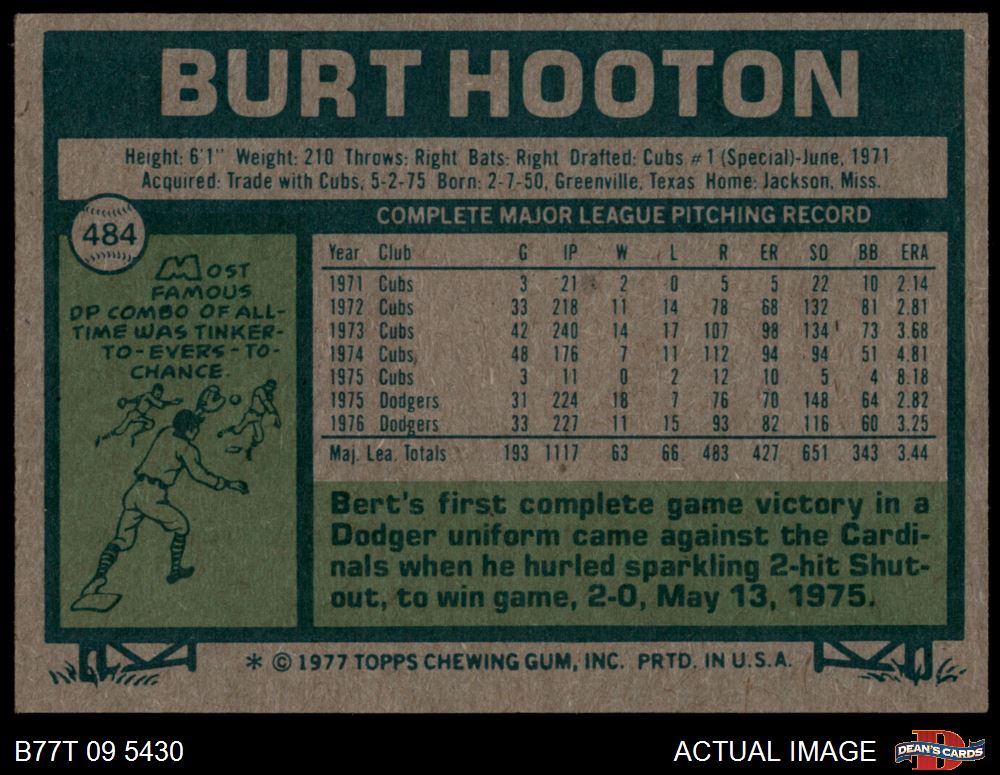 BURT HOOTON
Height: 6'1" Weight: 210 Throws: Right Bats: Right Drafted: Cubs #1 (Special)-June, 1971
Acquired: Trade with Cubs, 5-2-75 Born: 2-7-50, Greenville, Texas Home: Jackson, Miss.
484
MOST
FAMOUS
DP COMBO OF ALL-
TIME WAS TINKER-
TO-EVERS-TO-
CHANCE.
COMPLETE MAJOR LEAGUE PITCHING RECORD
Year Club G IP W L R ER SO BB ERA
1971 Cubs 3 21 2 0 5 5 22 10 2.14
1972 Cubs 33 218 11 14 78 68 132 81 2.81
1973 Cubs 42 240 14 17 107 98 134 73 3.68
1974 Cubs 48 176 7 11 112 94 94 51 4.81
1975 Cubs 3 11 0 2 12 10 5 4 8.18
1975 Dodgers 31 224 18 7 76 70 148 64 2.82
1976 Dodgers 33 227 11 15 93 82 116 60 3.25
Maj. Lea. Totals 193 1117 63 66 483 427 651 343 3.44
Bert's first complete game victory in a
Dodger uniform came against the Cardi-
nals when he hurled sparkling 2-hit Shut-
out, to win game, 2-0, May 13, 1975.
* © 1977 TOPPS CHEWING GUM, INC. PRTD. IN U.S.A.
B77T 09 5430
ACTUAL IMAGE
DEAN'S CARDS